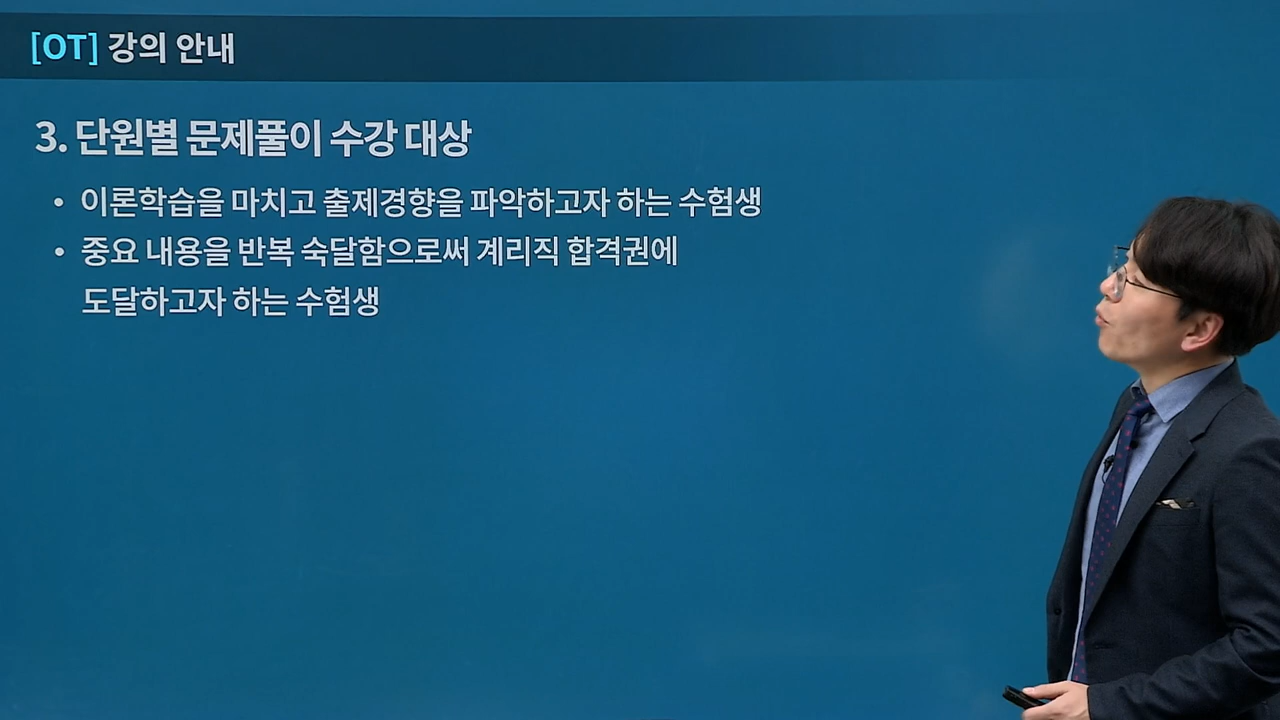 [OT] 강의 안내
3. 단원별 문제풀이 수강 대상
• 이론학습을 마치고 출제경향을 파악하고자 하는 수험생
• 중요 내용을 반복 숙달함으로써 계리직 합격권에
도달하고자 하는 수험생